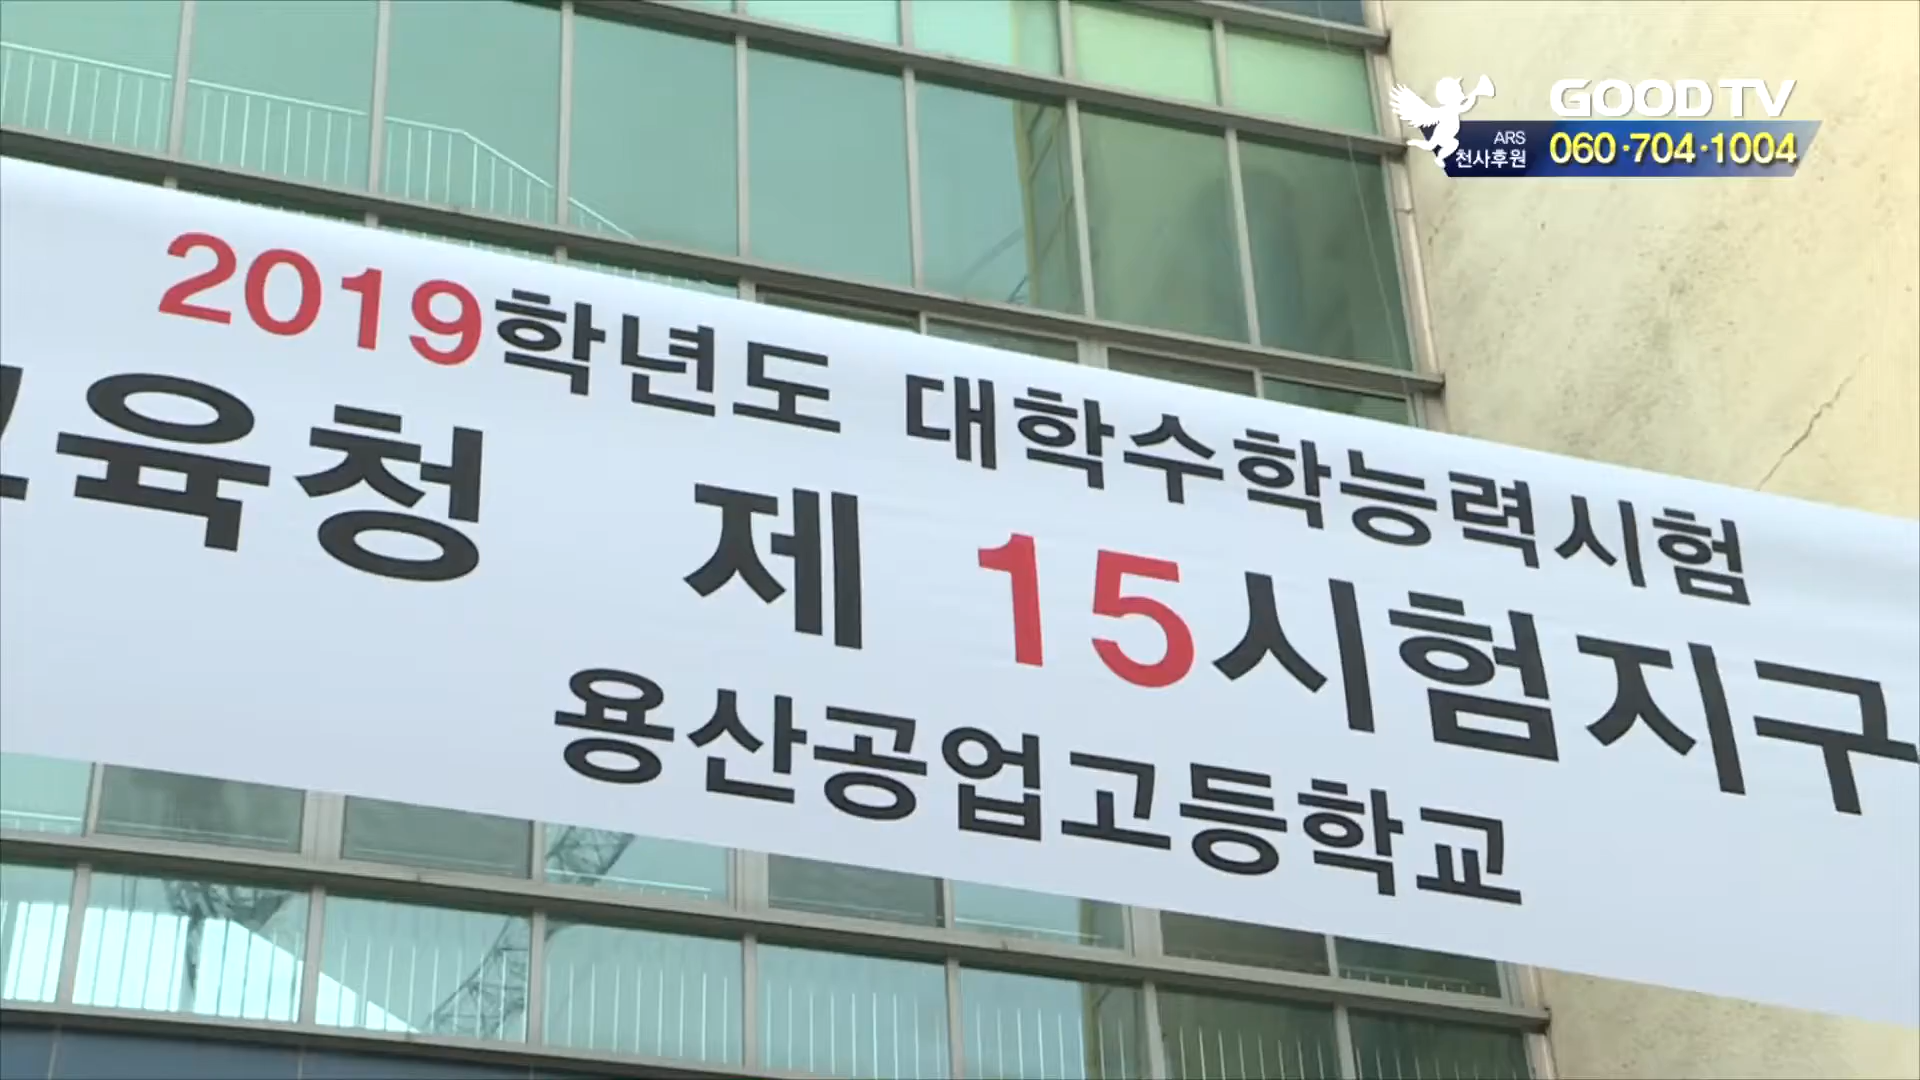 GOODTV
ARS
천사후원 060·704·1004
2019학년도 대학수학능력시험
교육청 제 15시험지구
용산공업고등학교